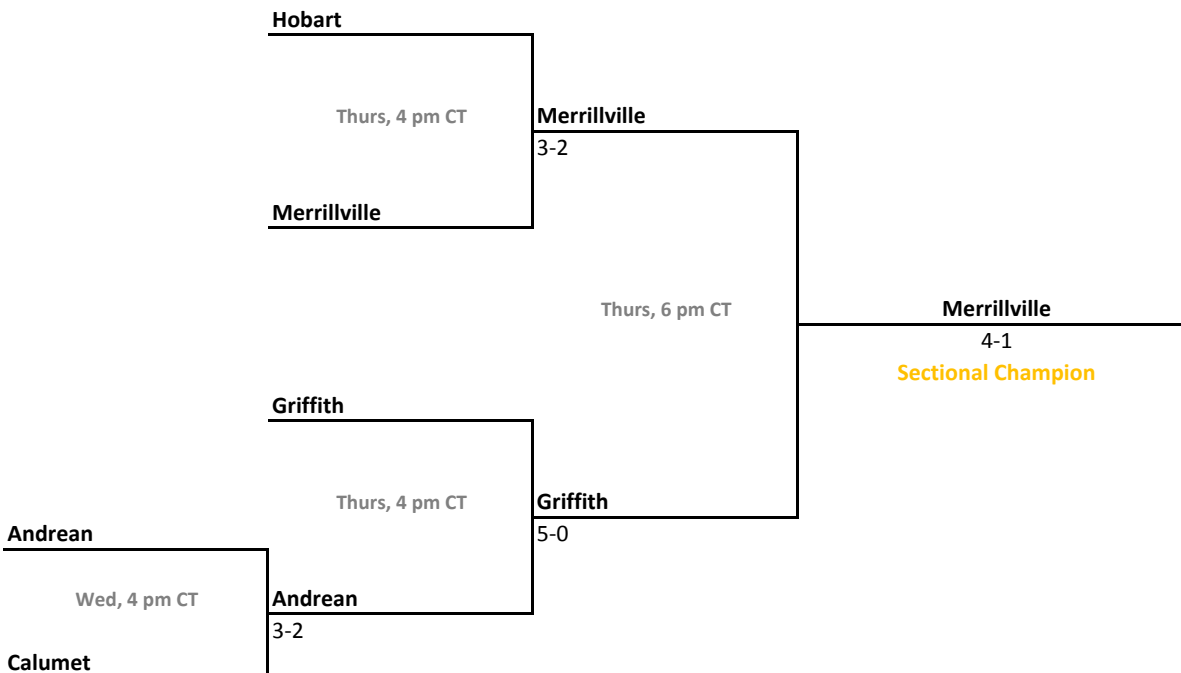 Hobart
Thurs, 4 pm CT
Merrillville
3-2
Merrillville
Thurs, 6 pm CT
Merrillville
4-1
Sectional Champion
Griffith
Thurs, 4 pm CT
Griffith
5-0
Andrean
Wed, 4 pm CT
Andrean
3-2
Calumet